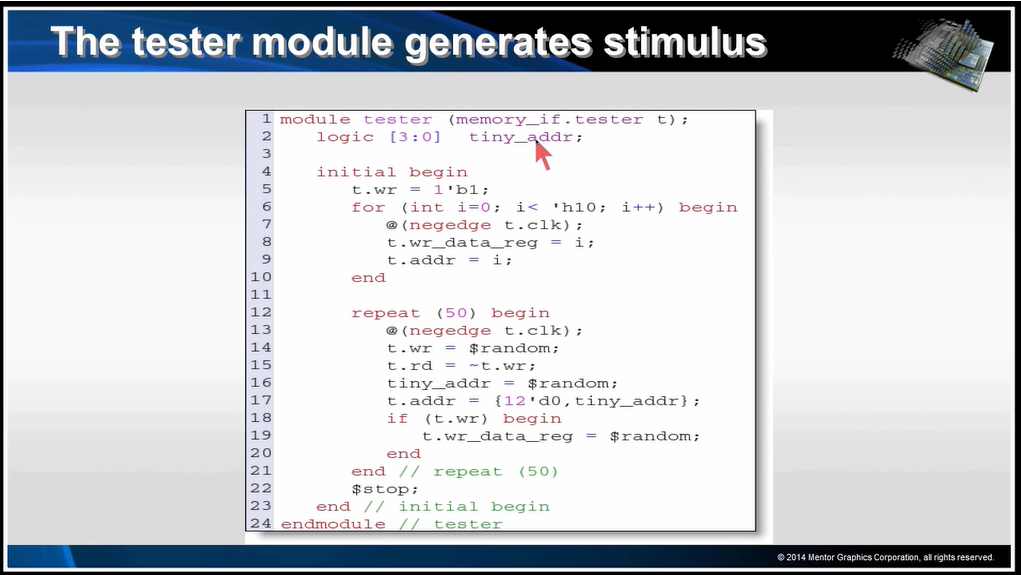 The tester module generates stimulus
1 module tester (memory_if.tester t);
2 logic [3:0] tiny_addr;
3
4 initial begin
5 t.wr = 1'b1;
6 for (int i=0; i< 'h10; i++) begin
7 @(negedge t.clk);
8 t.wr_data_reg = i;
9 t.addr = i;
10 end
11
12 repeat (50) begin
13 @(negedge t.clk);
14 t.wr = $random;
15 t.rd = ~t.wr;
16 tiny_addr = $random;
17 t.addr = {12'd0,tiny_addr};
18 if (t.wr) begin
19 t.wr_data_reg = $random;
20 end
21 end // repeat (50)
22 $stop;
23 end // initial begin
24 endmodule // tester
© 2014 Mentor Graphics Corporation, all rights reserved.